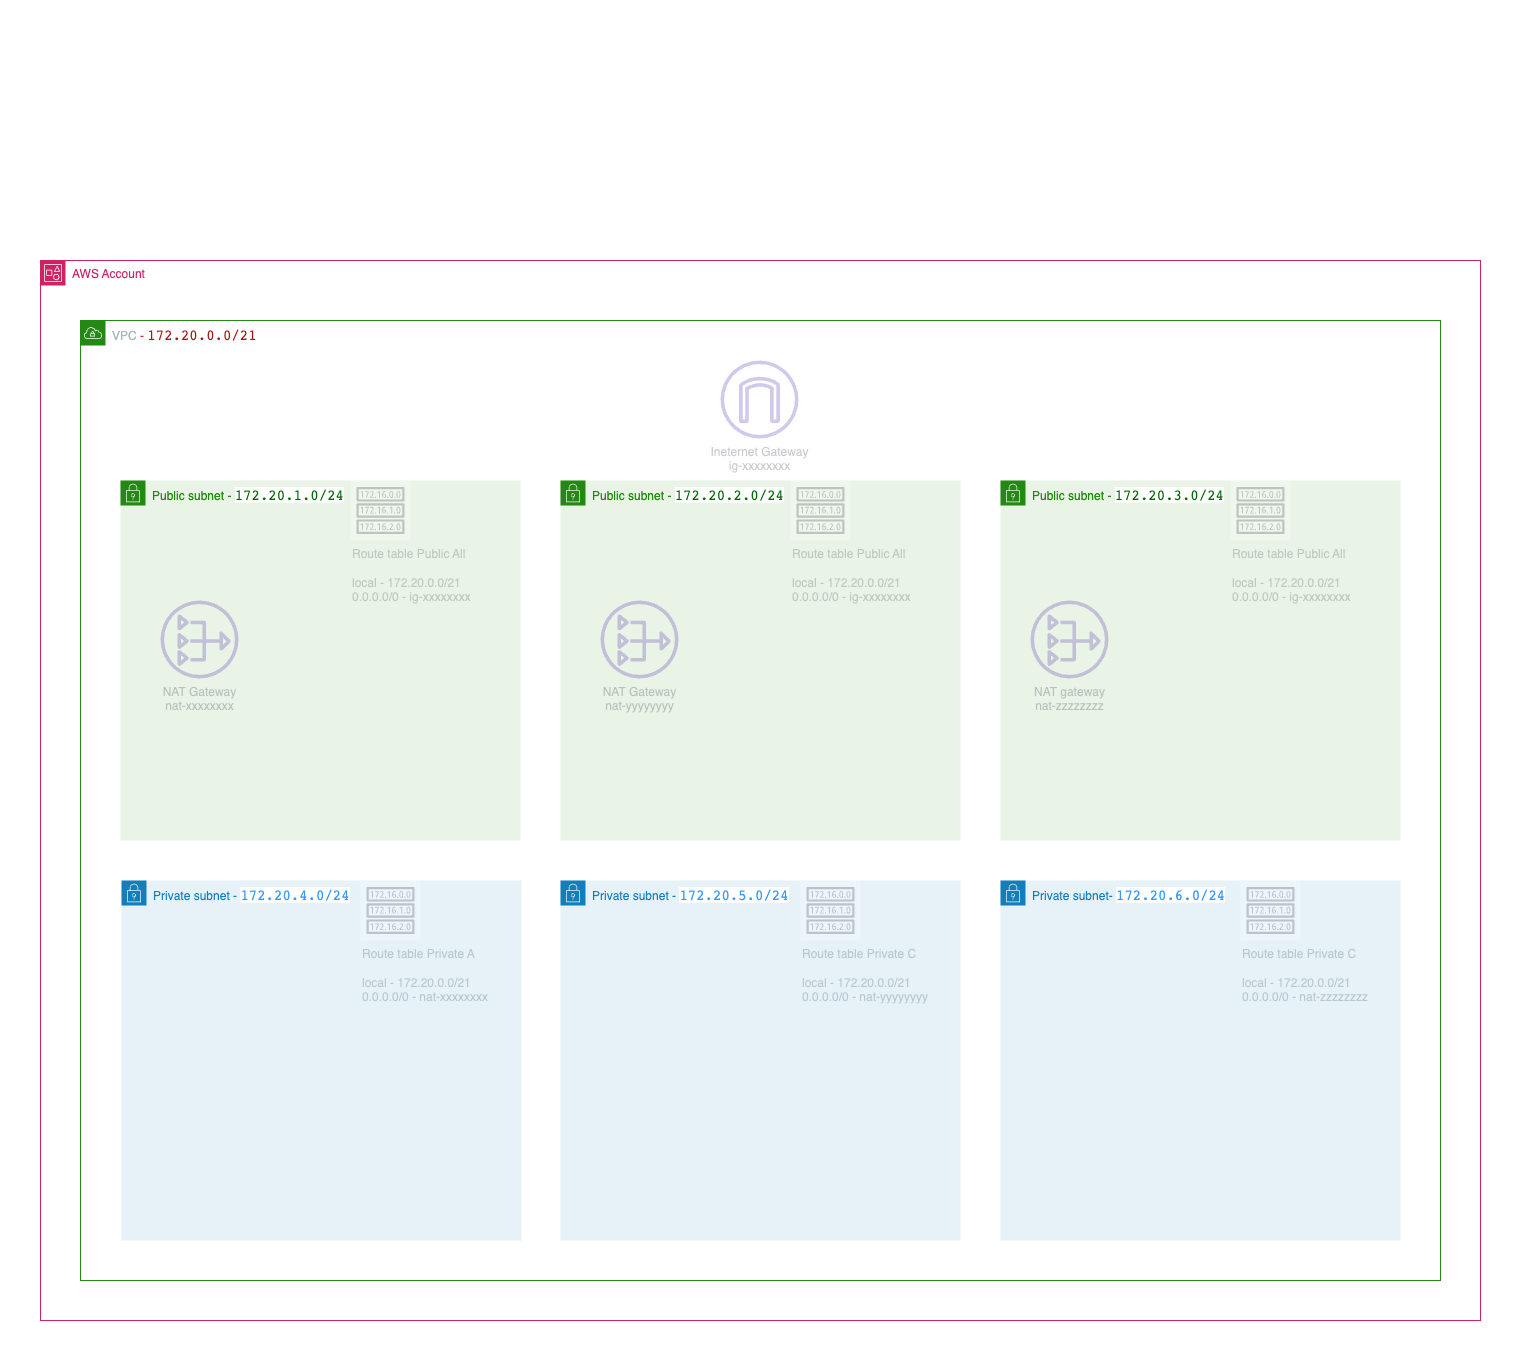 AWS Account
VPC - 172.20.0.0/21
Ineternet Gateway
ig-xxxxxxxx
Public subnet - 172.20.1.0/24
172.16.0.0
172.16.1.0
172.16.2.0
Route table Public All
local - 172.20.0.0/21
0.0.0.0/0 - ig-xxxxxxxx
NAT Gateway
nat-xxxxxxxx
Public subnet - 172.20.2.0/24
172.16.0.0
172.16.1.0
172.16.2.0
Route table Public All
local - 172.20.0.0/21
0.0.0.0/0 - ig-xxxxxxxx
NAT Gateway
nat-yyyyyyyy
Public subnet - 172.20.3.0/24
172.16.0.0
172.16.1.0
172.16.2.0
Route table Public All
local - 172.20.0.0/21
0.0.0.0/0 - ig-xxxxxxxx
NAT gateway
nat-zzzzzzzz
Private subnet - 172.20.4.0/24
172.16.0.0
172.16.1.0
172.16.2.0
Route table Private A
local - 172.20.0.0/21
0.0.0.0/0 - nat-xxxxxxxx
Private subnet - 172.20.5.0/24
172.16.0.0
172.16.1.0
172.16.2.0
Route table Private C
local - 172.20.0.0/21
0.0.0.0/0 - nat-yyyyyyyy
Private subnet- 172.20.6.0/24
172.16.0.0
172.16.1.0
172.16.2.0
Route table Private C
local - 172.20.0.0/21
0.0.0.0/0 - nat-zzzzzzzz